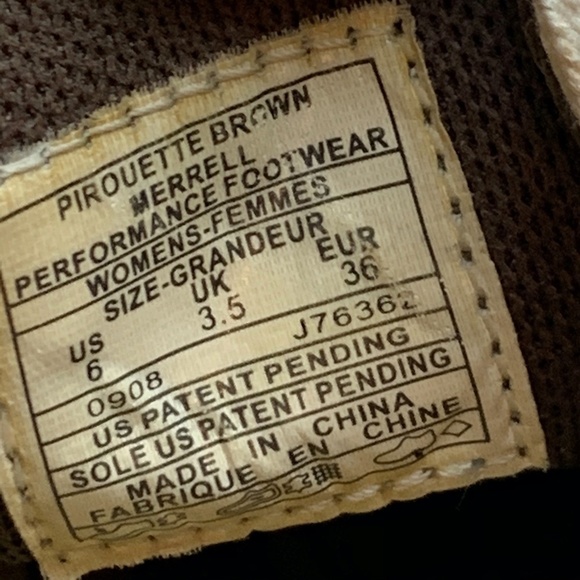 PIROUETTE BROWN
MERRELL
PERFORMANCE FOOTWEAR
WOMENS-FEMMES
SIZE-GRANDEUR
US UK EUR
6 3.5 36
0908 J76362
US PATENT PENDING
SOLE US PATENT PENDING
MADE IN CHINA
FABRIQUE EN CHINE